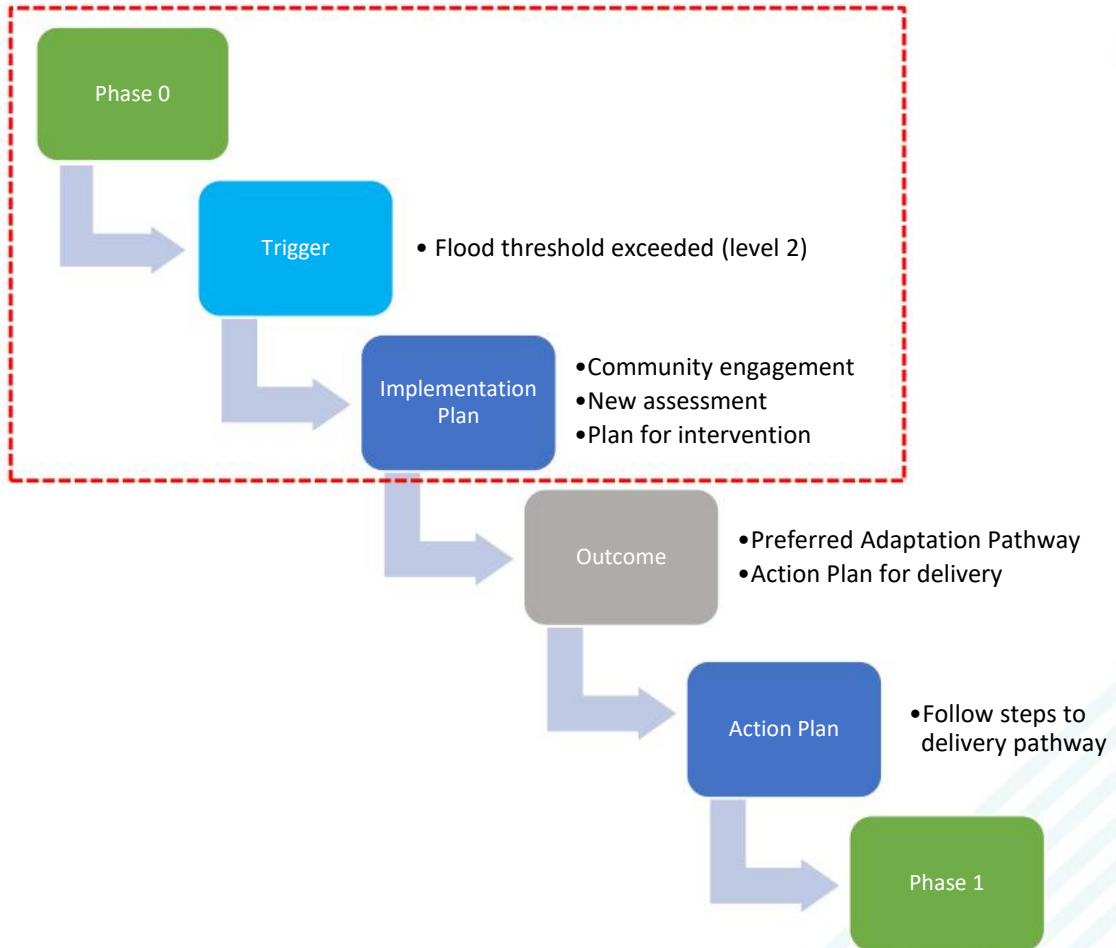 Phase 0
Trigger
• Flood threshold exceeded (level 2)
Implementation
Plan
•Community engagement
•New assessment
•Plan for intervention
Outcome
•Preferred Adaptation Pathway
•Action Plan for delivery
Action Plan
•Follow steps to
delivery pathway
Phase 1